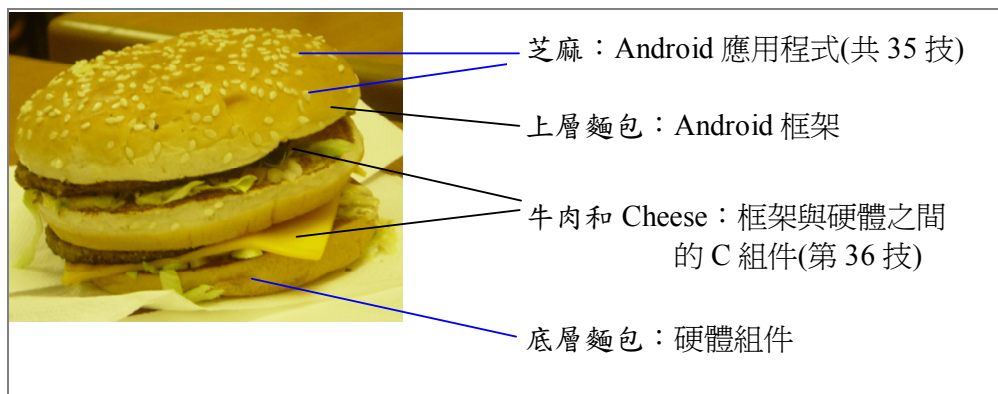 芝麻：Android 應用程式(共 35 技)
上層麵包：Android 框架
牛肉和 Cheese：框架與硬體之間
的 C 組件(第 36 技)
底層麵包：硬體組件